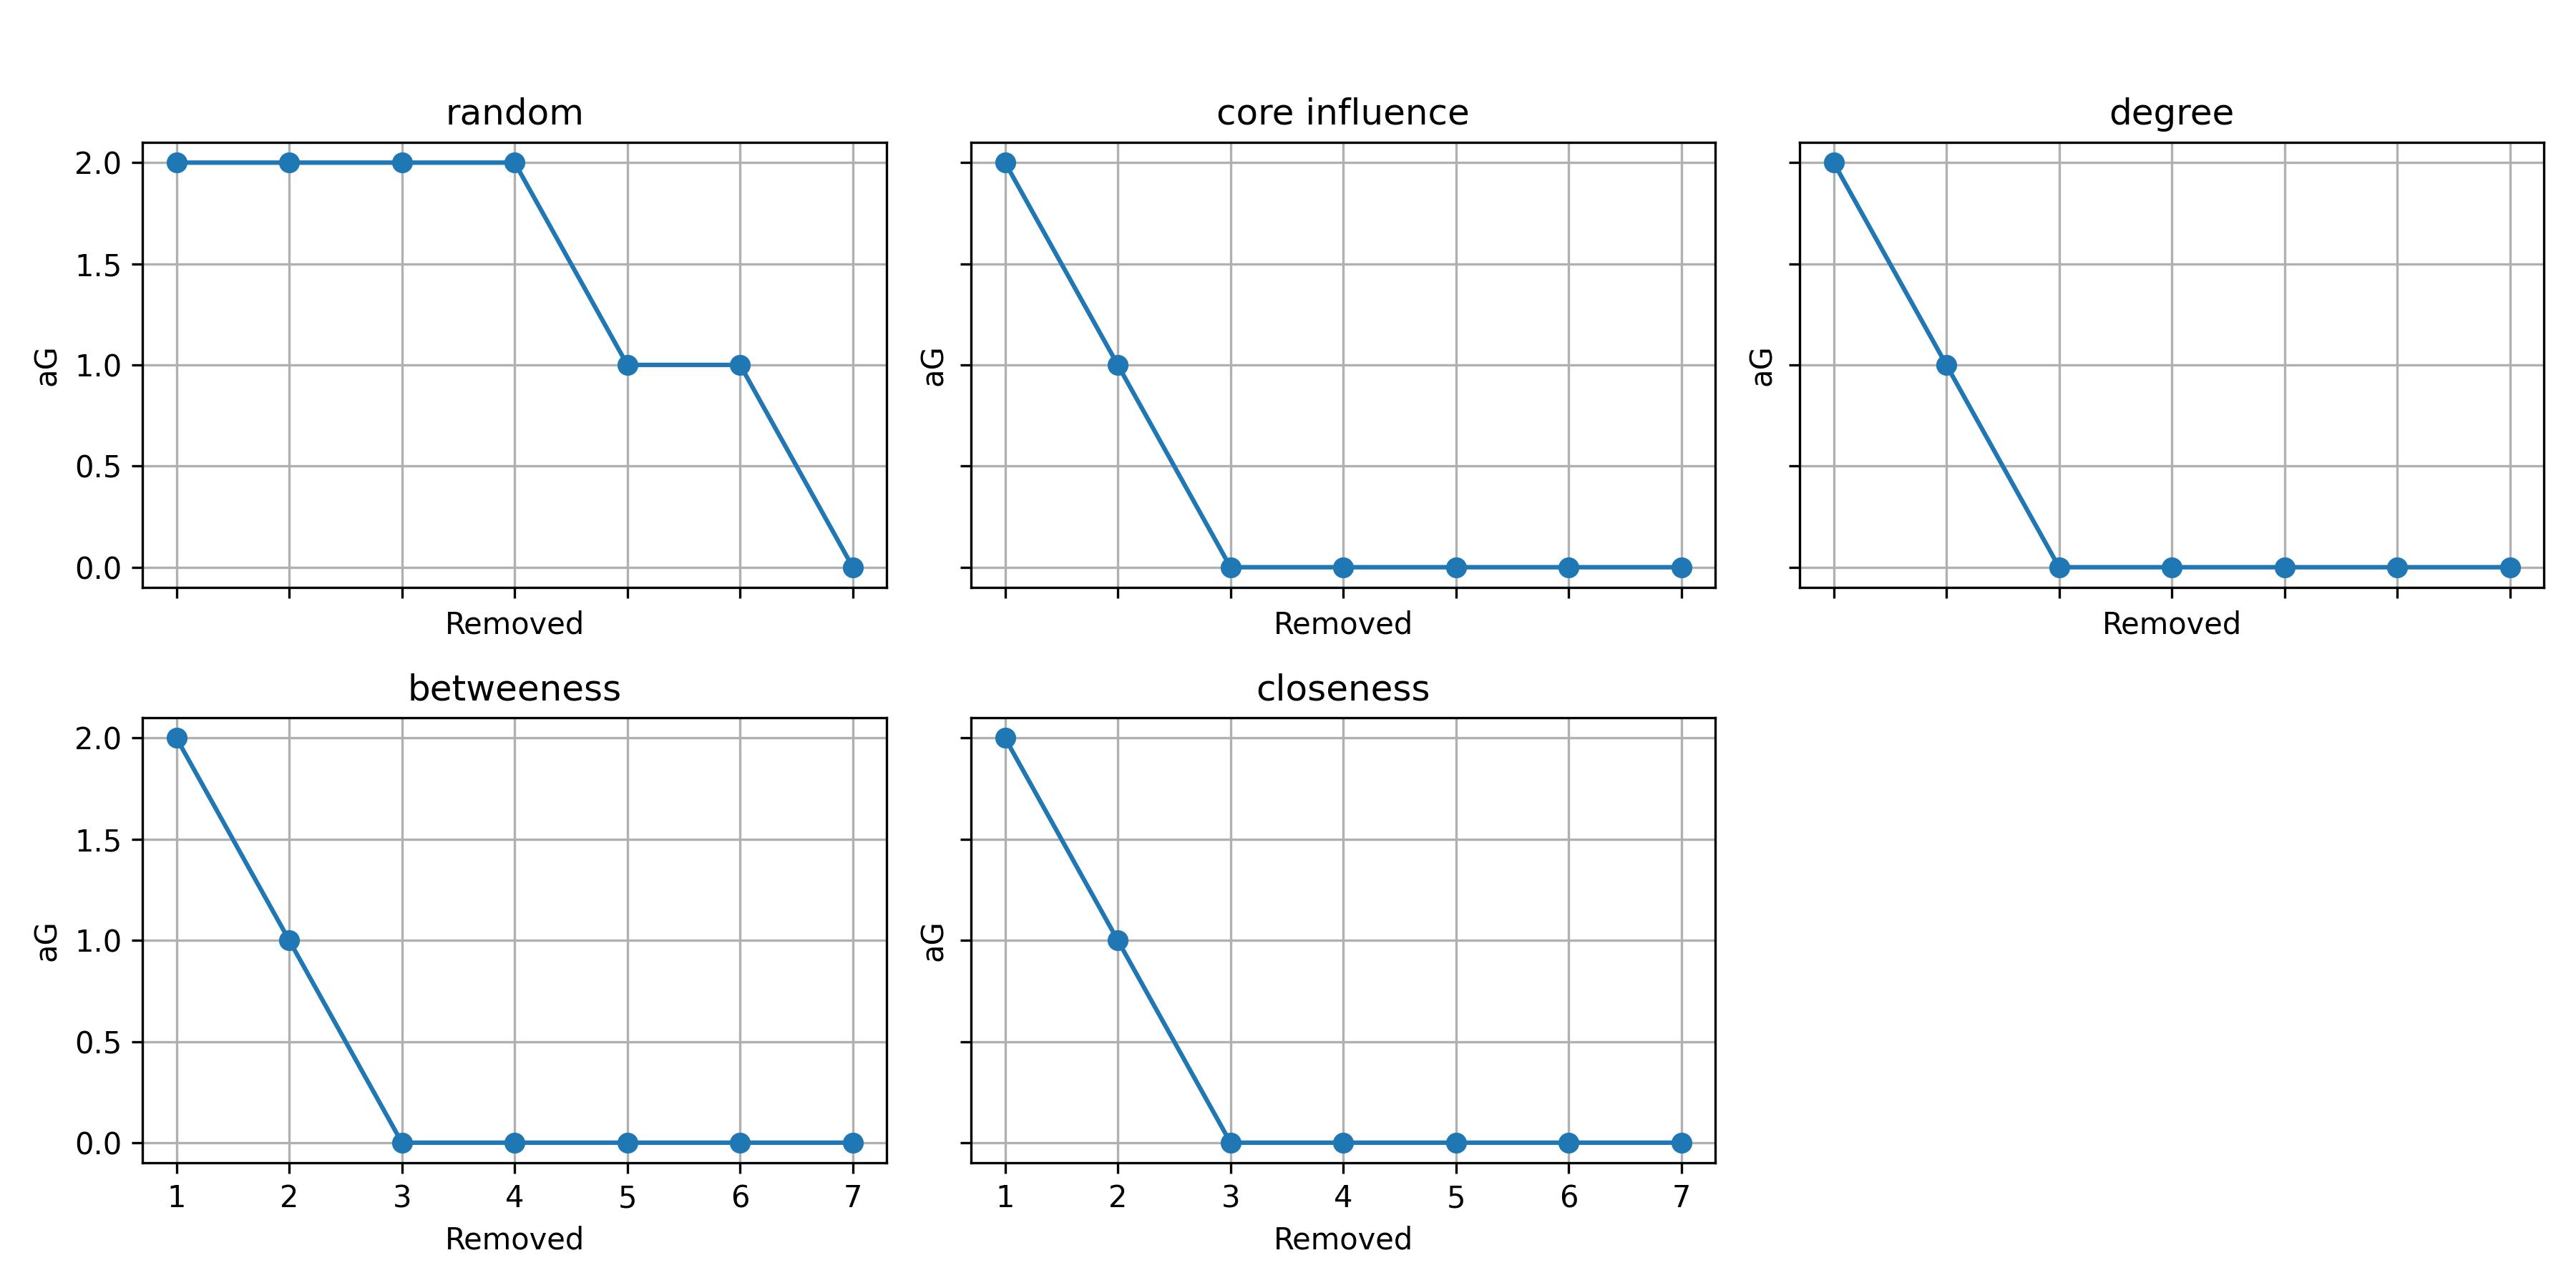 random
core influence
degree
2.0
1.5
1.0
0.5
0.0
aG
aG
aG
Removed
Removed
Removed
betweeness
closeness
2.0
1.5
1.0
0.5
0.0
aG
aG
1 2 3 4 5 6 7
1 2 3 4 5 6 7
Removed
Removed